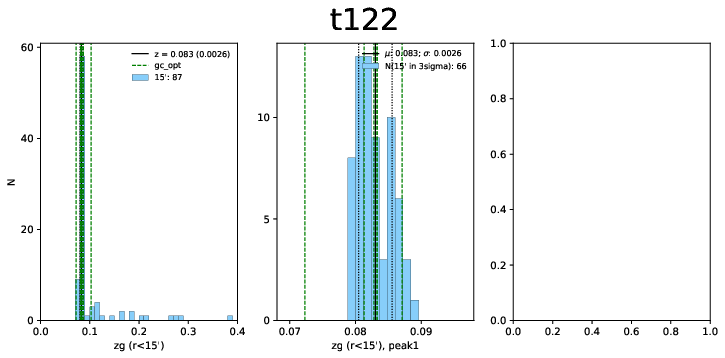 t122
z = 0.083 (0.0026)
gc_opt
15': 87
N
60
40
20
0
0.0 0.1 0.2 0.3 0.4
zg (r<15')
μ: 0.083; σ: 0.0026
N(15' in 3sigma): 66
10
5
0
0.07 0.08 0.09
zg (r<15'), peak1
1.0
0.8
0.6
0.4
0.2
0.0
0.0 0.2 0.4 0.6 0.8 1.0